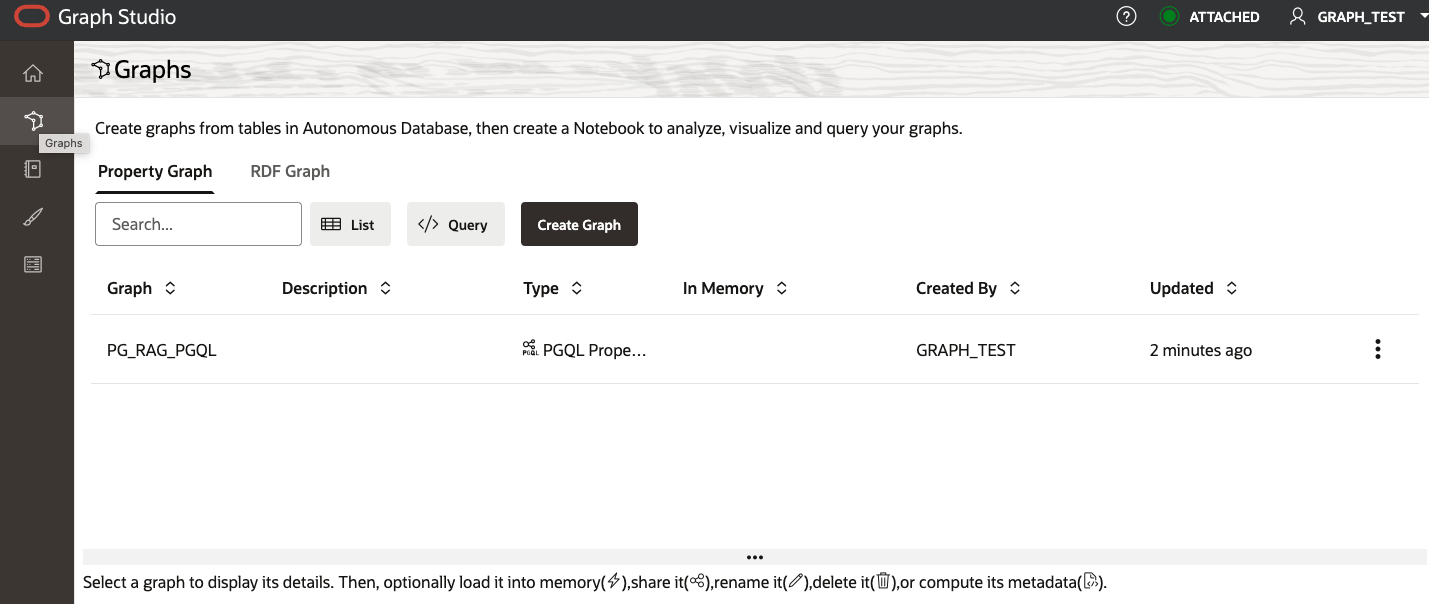 Graph Studio
ATTACHED
GRAPH_TEST
Graphs
Graphs
Create graphs from tables in Autonomous Database, then create a Notebook to analyze, visualize and query your graphs.
Property Graph RDF Graph
Search... List Query Create Graph
Graph Description Type In Memory Created By Updated
PG_RAG_PGQL PGQL PGQL Prope... GRAPH_TEST 2 minutes ago
Select a graph to display its details. Then, optionally load it into memory( ),share it( ),rename it( ),delete it( ),or compute its metadata( ).